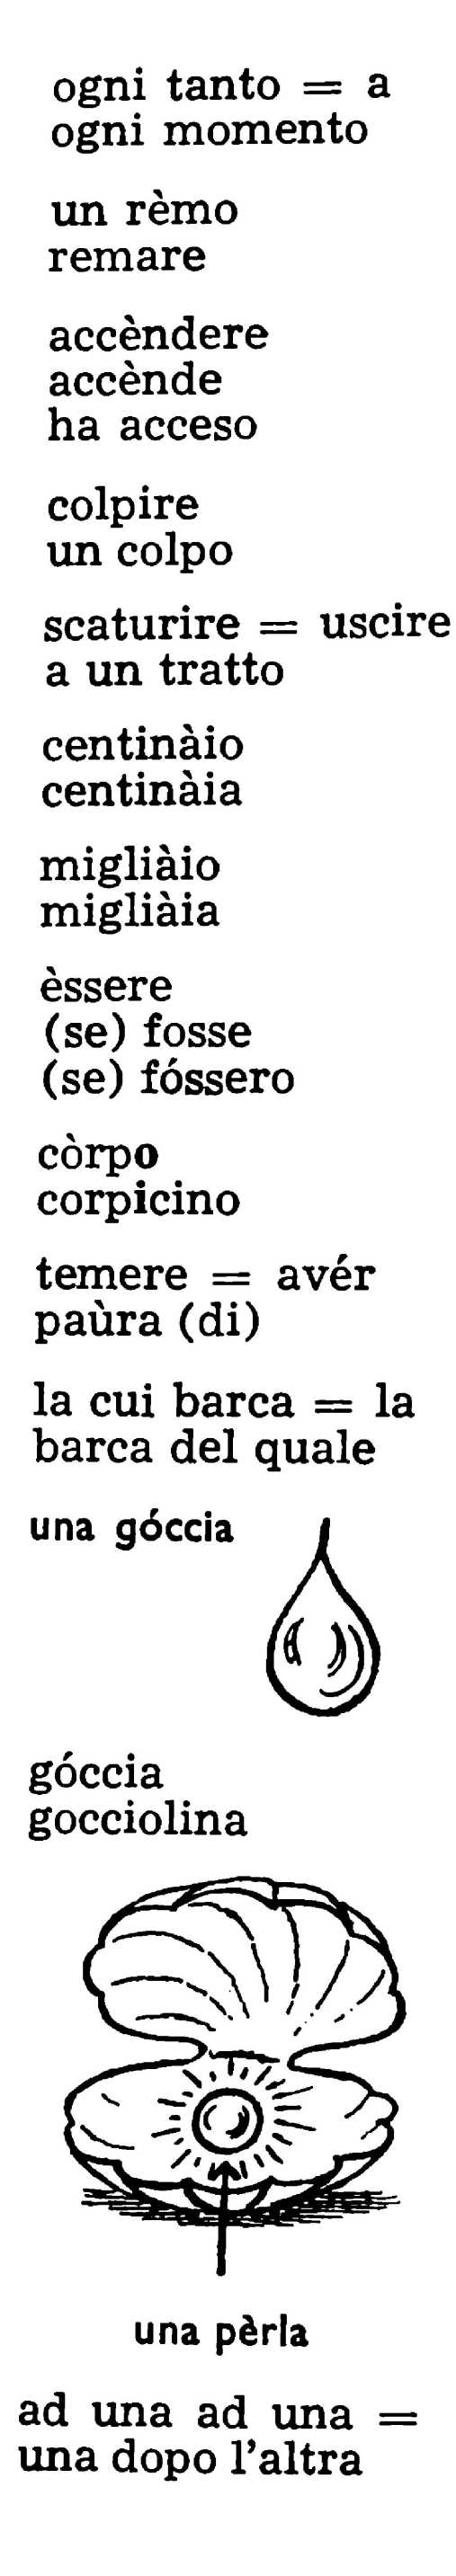 ogni tanto = a
ogni momento
un rèmo
remare
accèndere
accènde
ha acceso
colpire
un colpo
scaturire = uscire
a un tratto
centinàio
centinàia
migliàio
migliàia
èssere
(se) fosse
(se) fóssero
còrpo
corpicino
temere = avér
paùra (di)
la cui barca = la
barca del quale
una góccia
góccia
gocciolina
una pèrla
ad una ad una =
una dopo l'altra